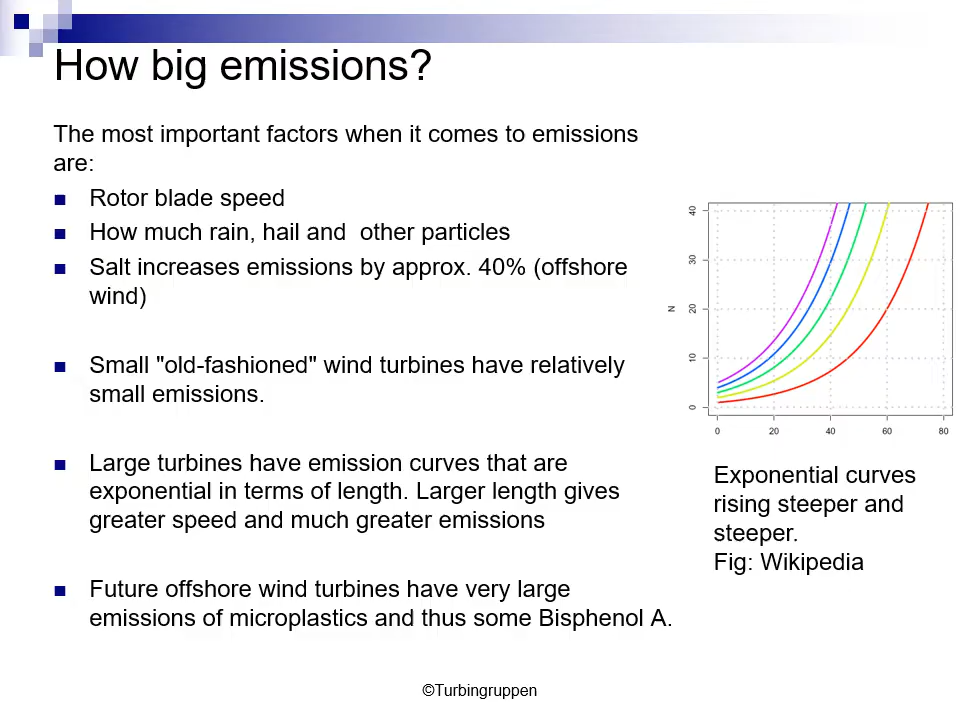 How big emissions?
The most important factors when it comes to emissions
are:
Rotor blade speed
How much rain, hail and  other particles
Salt increases emissions by approx. 40% (offshore
wind)
Small "old-fashioned" wind turbines have relatively
small emissions.
Large turbines have emission curves that are
exponential in terms of length. Larger length gives
greater speed and much greater emissions
Future offshore wind turbines have very large
emissions of microplastics and thus some Bisphenol A.
40
30
N
20
10
0
0 20 40 60 80
Exponential curves
rising steeper and
steeper.
Fig: Wikipedia
©Turbingruppen